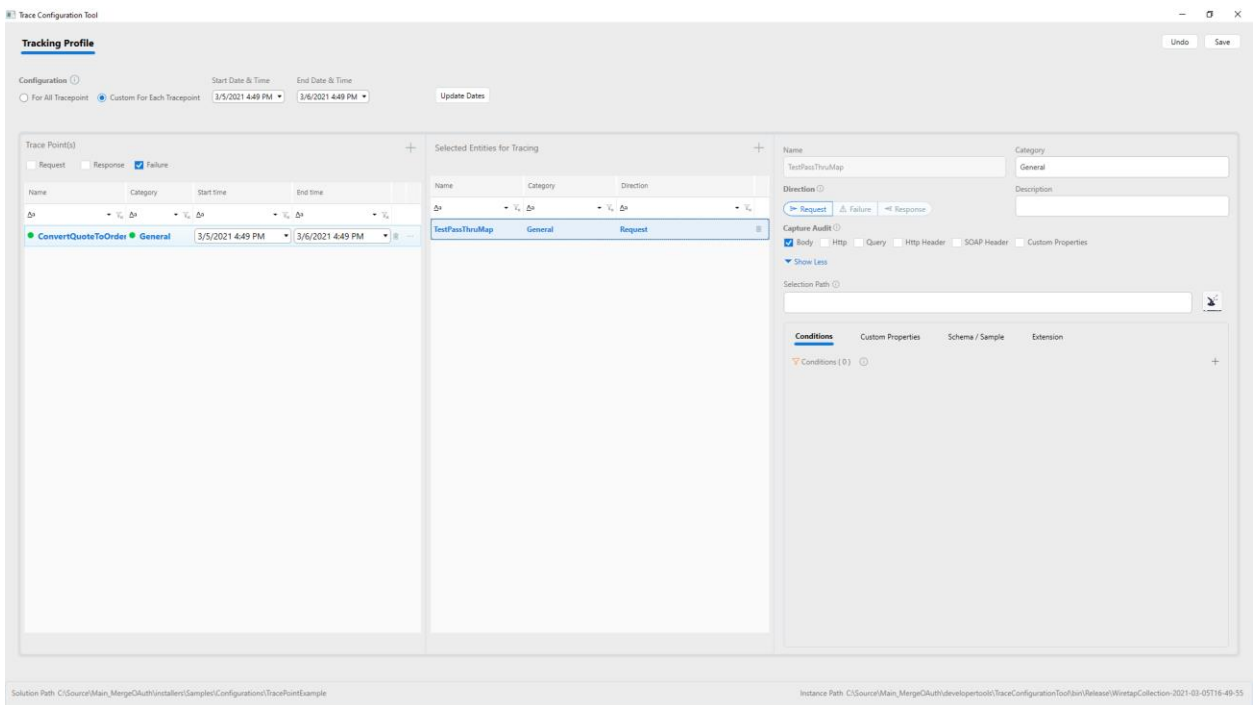 Trace Configuration Tool
Tracking Profile
Undo Save
Configuration
Start Date & Time End Date & Time
For All Tracepoint Custom For Each Tracepoint 3/5/2021 4:49 PM 3/6/2021 4:49 PM Update Dates
Trace Point(s)
Request Response Failure
Name Category Start time End time
ConvertQuoteToOrder General 3/5/2021 4:49 PM 3/6/2021 4:49 PM
Selected Entities for Tracing
Name Category Direction
TestPassThruMap General Request
Name Category
TestPassThruMap General
Direction Description
Request Failure Response
Capture Audit
Body Http Query Http Header SOAP Header Custom Properties
Show Less
Selection Path
Conditions Custom Properties Schema / Sample Extension
Conditions ( 0 )
Solution Path C:\Source\Main_MergeOAuth\installers\Samples\Configurations\TracePointExample
Instance Path C:\Source\Main_MergeOAuth\developertools\TraceConfigurationTool\bin\Release\WiretapCollection-2021-03-05T16-49-55